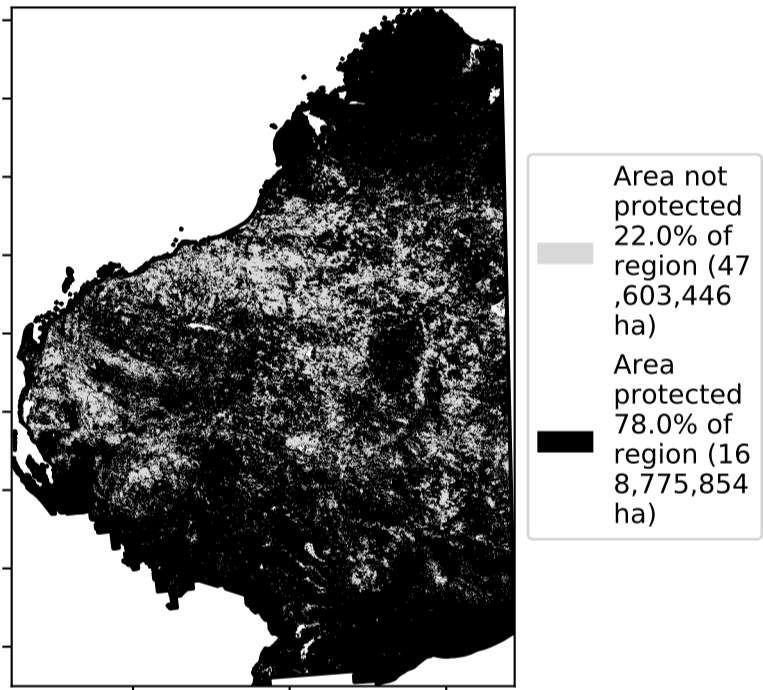 Area not
protected
22.0% of
region (47
,603,446
ha)
Area
protected
78.0% of
region (16
8,775,854
ha)